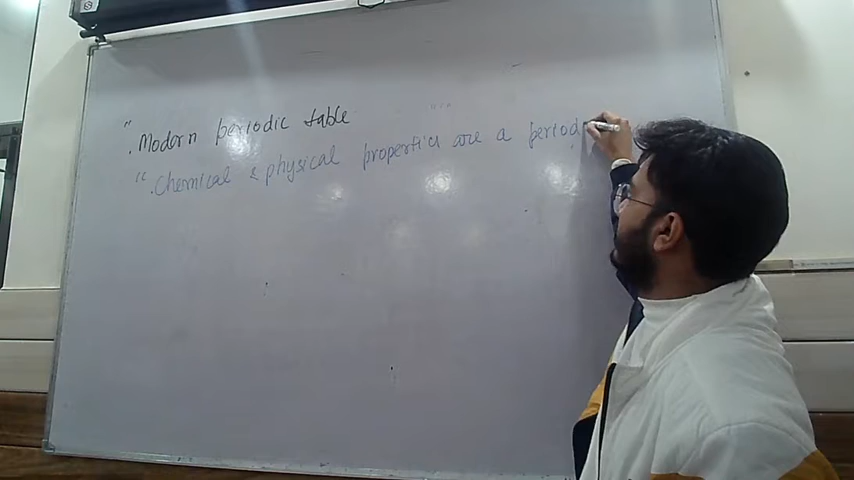 " Modern periodic table
“ Chemical & physical properties are a period